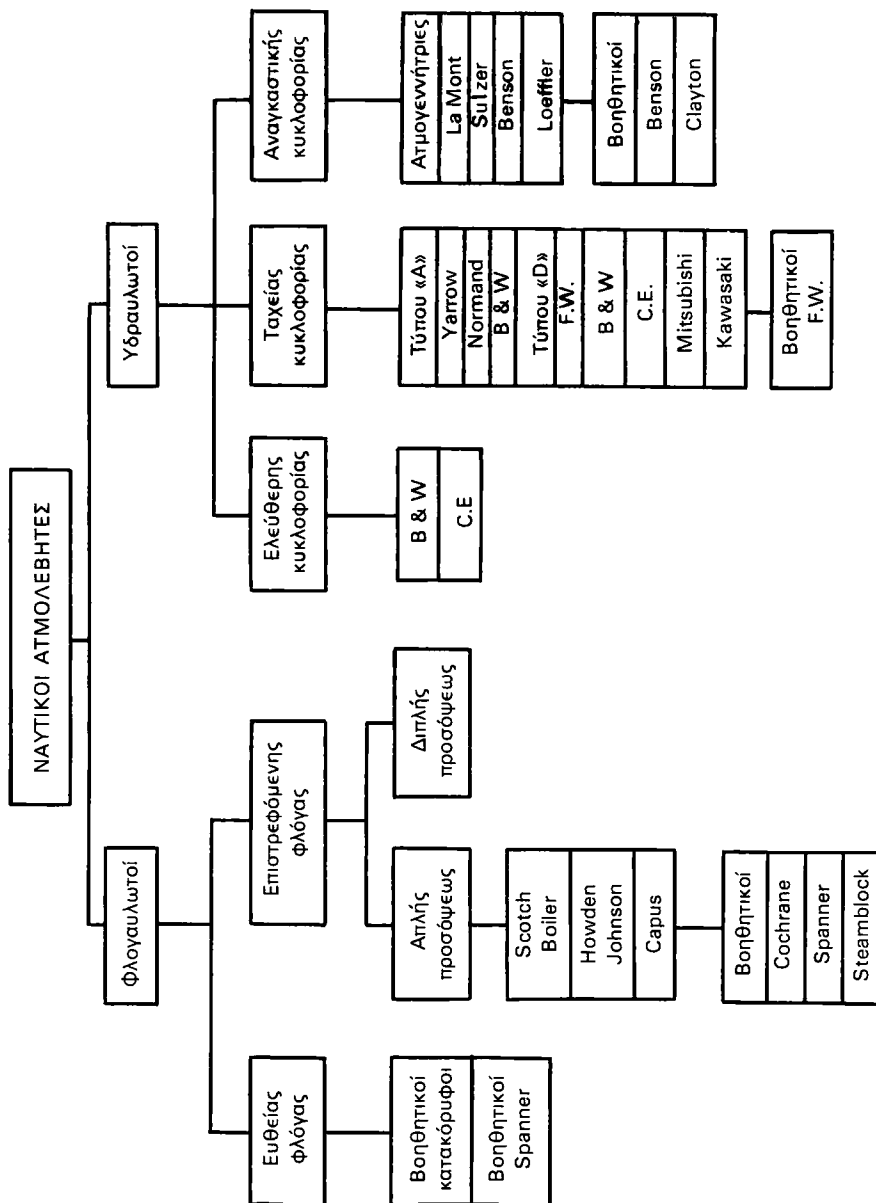 ΝΑΥΤΙΚΟΙ ΑΤΜΟΛΕΒΗΤΕΣ
Φλογαυλωτοί
Υδραυλωτοί
Ευθείας
φλόγας
Επιστρεφόμενης
φλόγας
Ελεύθερης
κυκλοφορίας
Ταχείας
κυκλοφορίας
Αναγκαστικής
κυκλοφορίας
Βοηθητικοί
κατακόρυφοι
Βοηθητικοί
Spanner
Απλής
προσόψεως
Διπλής
προσόψεως
Scotch
Boiler
Howden
Johnson
Capus
Βοηθητικοί
Cochrane
Spanner
Steamblock
B & W
C.E
Τύπου «Α»
Yarrow
Normand
B & W
Τύπου «D»
F.W.
B & W
C.E.
Mitsubishi
Kawasaki
Βοηθητικοί
F.W.
Ατμογεννήτριες
La Mont
Sulzer
Benson
Loeffler
Βοηθητικοί
Benson
Clayton